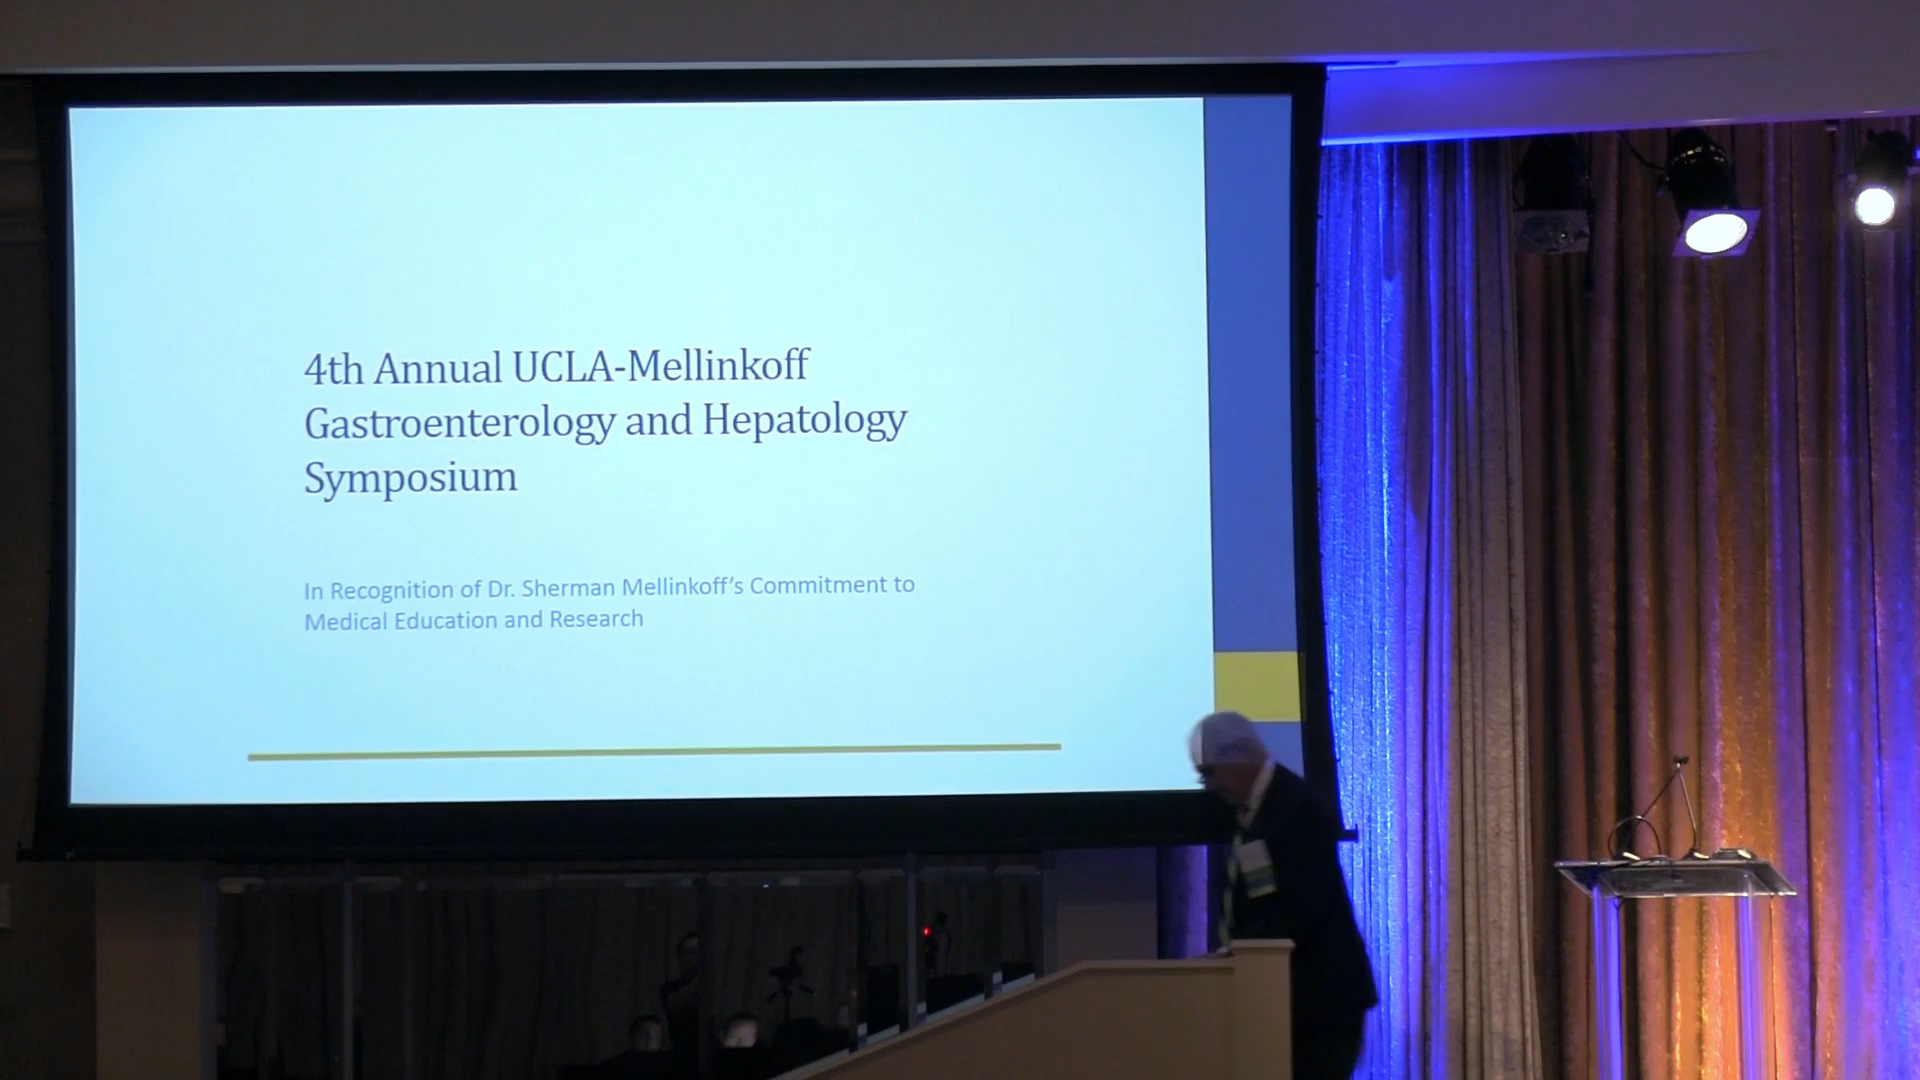 4th Annual UCLA-Mellinkoff
Gastroenterology and Hepatology
Symposium
In Recognition of Dr. Sherman Mellinkoff’s Commitment to
Medical Education and Research